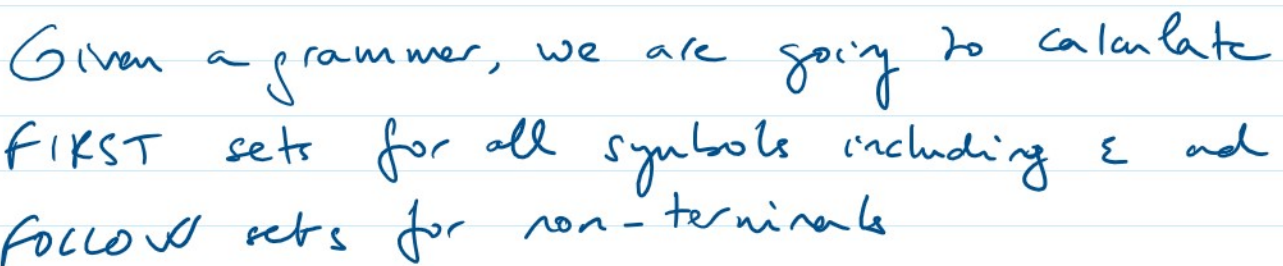 Given a grammer, we are going to calculate
FIRST sets for all symbols including ε and
FOLLOW sets for non-terminals